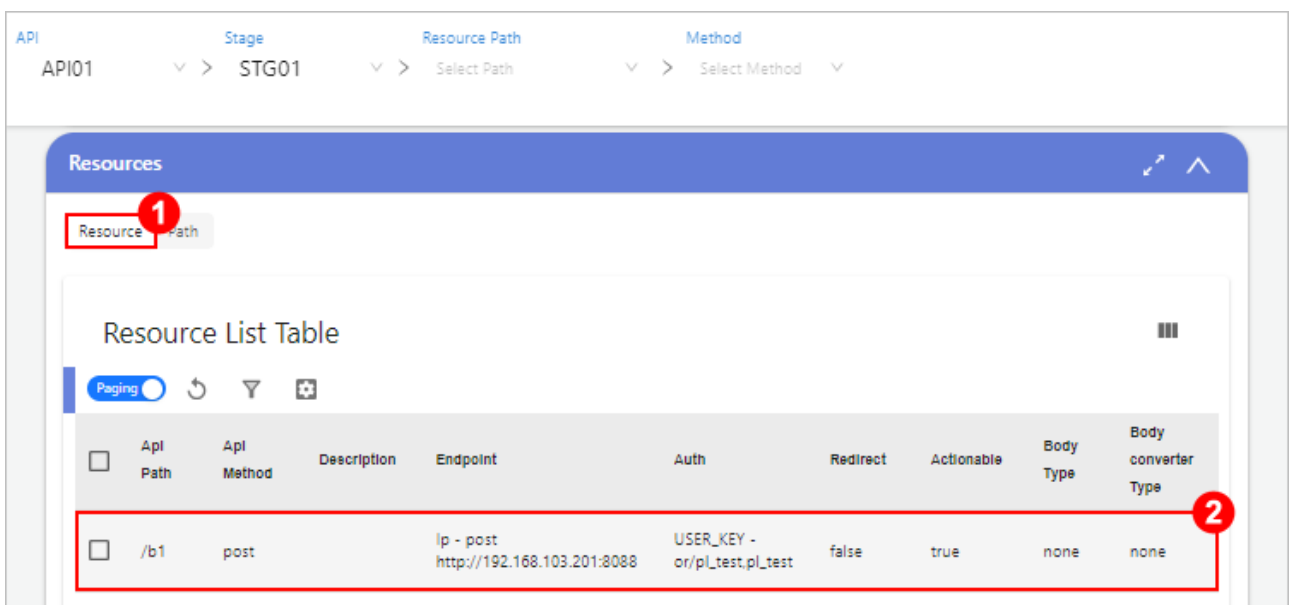 API Stage Resource Path Method
API01 > STG01 > Select Path > Select Method
Resources
1
Resource Path
Resource List Table
Paging
Api Path Api Method Description Endpoint Auth Redirect Actionable Body Type Body converter Type
2
/b1 post Ip - post http://192.168.103.201:8088 USER_KEY - or/pl_test,pl_test false true none none